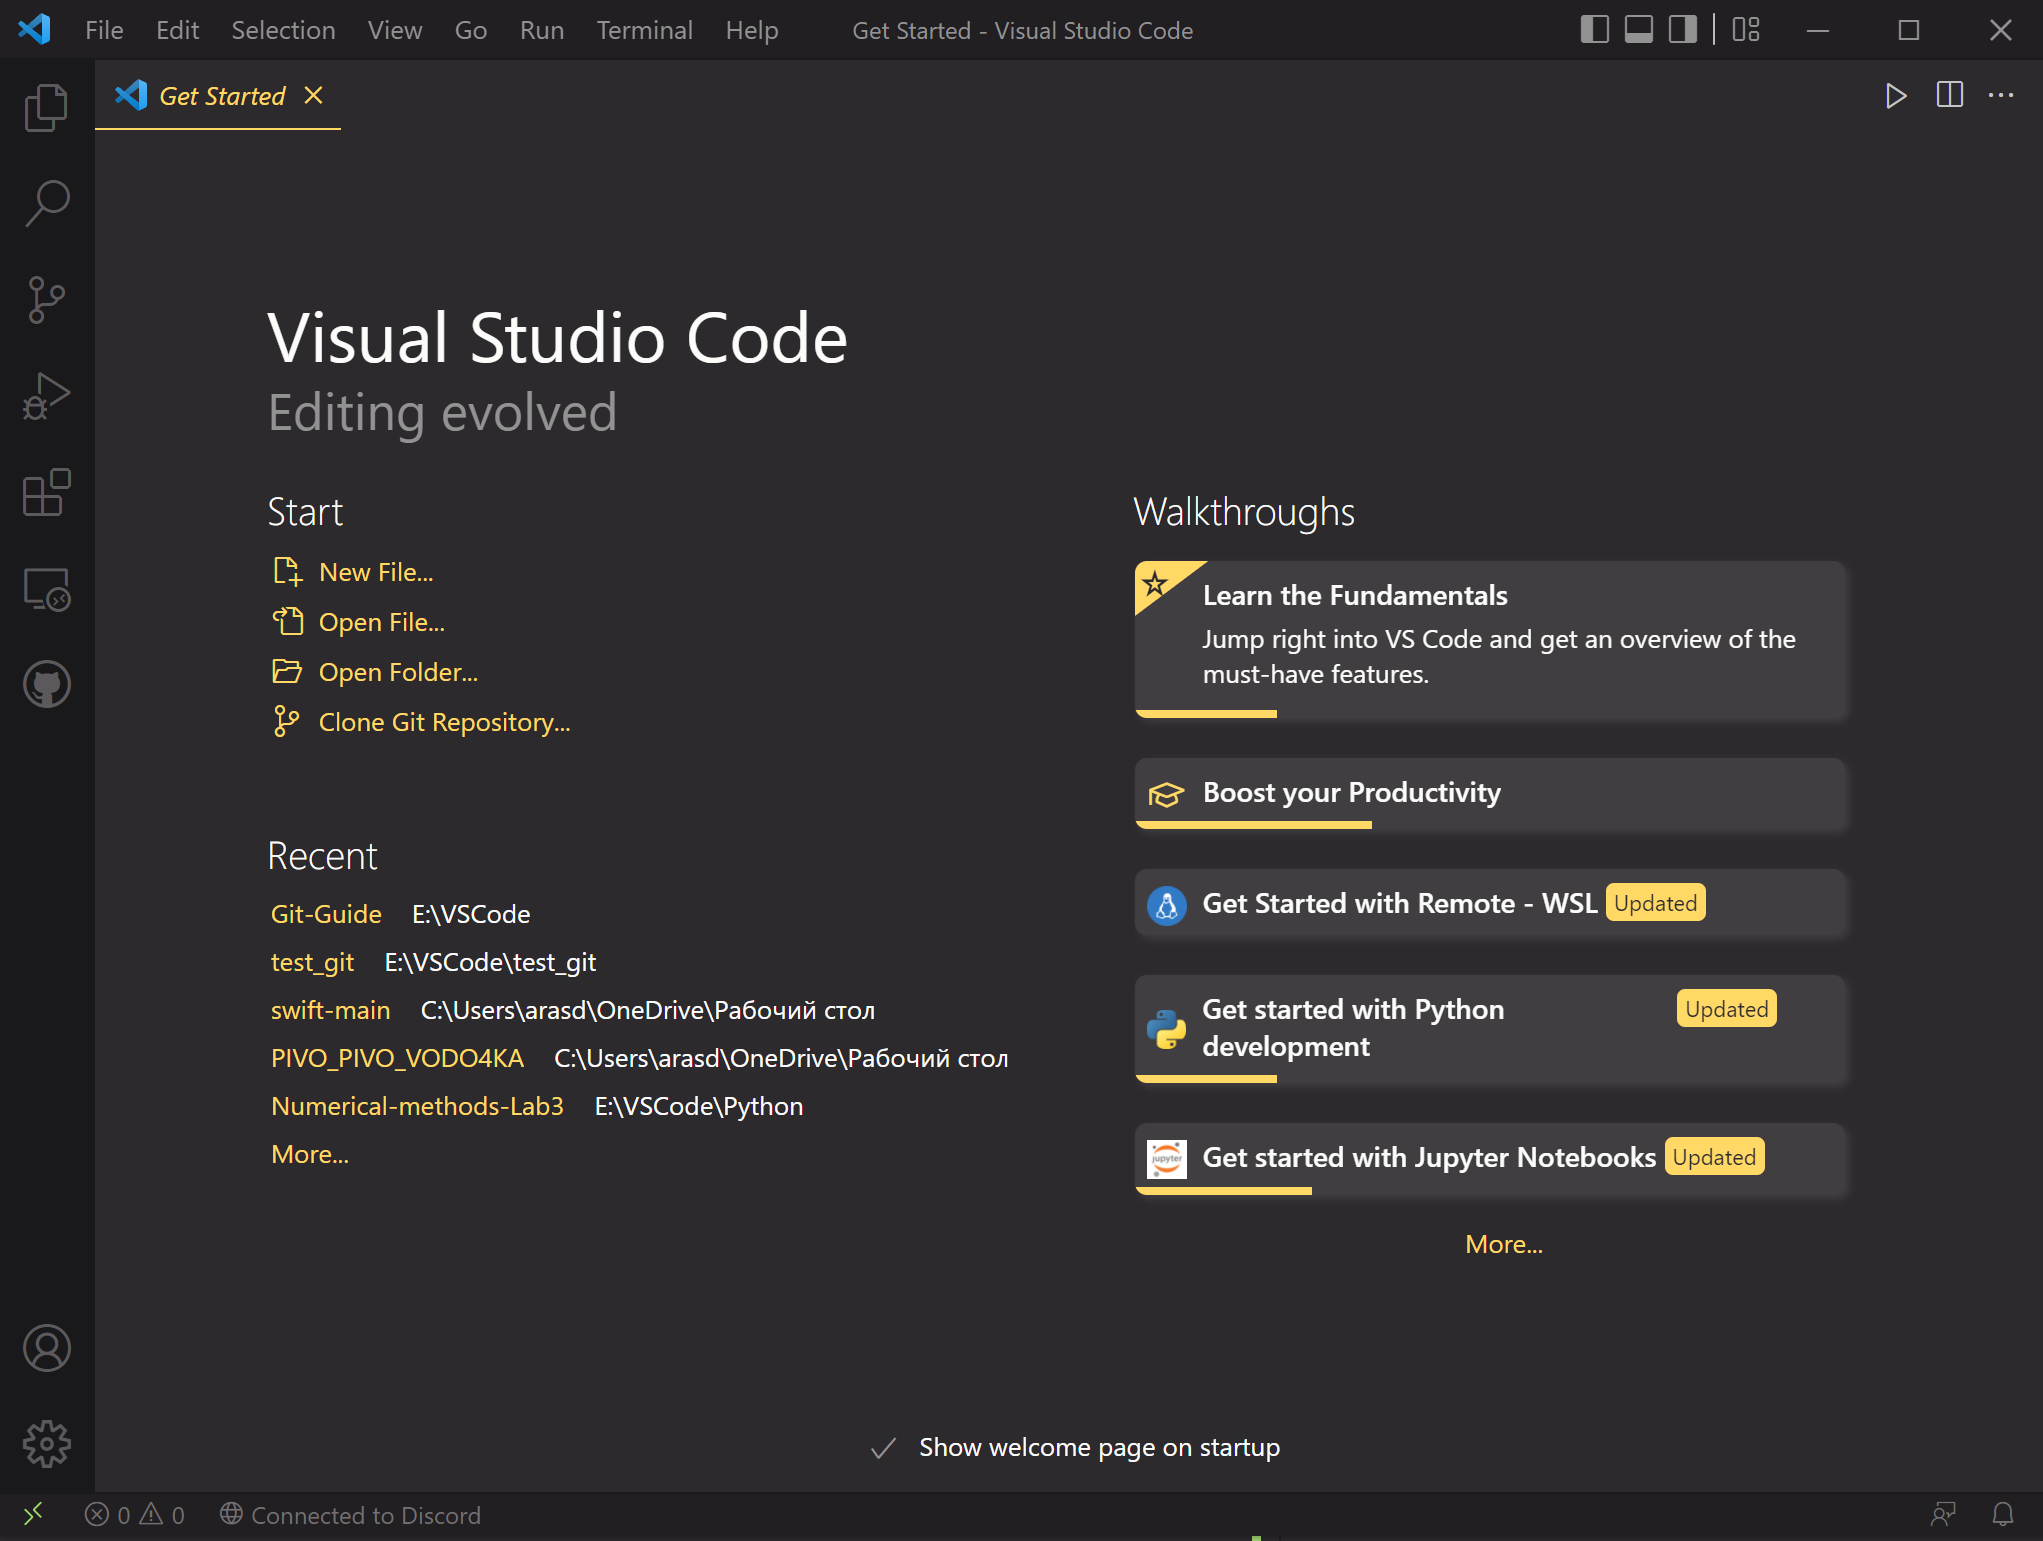 File Edit Selection View Go Run Terminal Help Get Started - Visual Studio Code
Get Started
Visual Studio Code
Editing evolved
Start
New File...
Open File...
Open Folder...
Clone Git Repository...
Recent
Git-Guide E:\VSCode
test_git E:\VSCode\test_git
swift-main C:\Users\arasd\OneDrive\Рабочий стол
PIVO_PIVO_VODO4KA C:\Users\arasd\OneDrive\Рабочий стол
Numerical-methods-Lab3 E:\VSCode\Python
More...
Walkthroughs
Learn the Fundamentals
Jump right into VS Code and get an overview of the
must-have features.
Boost your Productivity
Get Started with Remote - WSL Updated
Get started with Python Updated
development
jupyter
Get started with Jupyter Notebooks Updated
More...
Show welcome page on startup
0 0 Connected to Discord